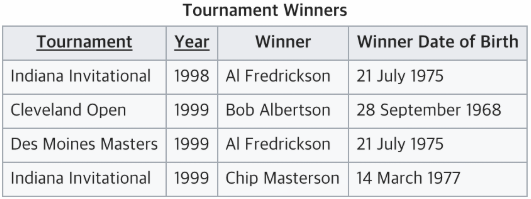 Tournament Winners
Tournament Year Winner Winner Date of Birth
Indiana Invitational 1998 Al Fredrickson 21 July 1975
Cleveland Open 1999 Bob Albertson 28 September 1968
Des Moines Masters 1999 Al Fredrickson 21 July 1975
Indiana Invitational 1999 Chip Masterson 14 March 1977